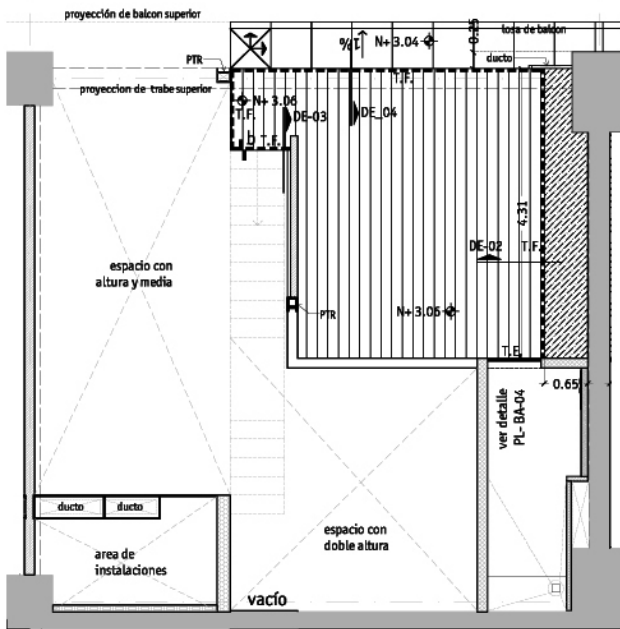 proyección de balcon superior
1%
N+ 3.04
0.25
losa de balcon
PTR
ducto
T.F.
proyeccion de trabe superior
N+ 3.06
T.F.
DE-03
DE_04
b T.F.
4.31
DE-02
T.F.
espacio con
altura y media
PTR
N+ 3.05
T.F.
0.65
ver detalle
PL- BA-04
ducto
ducto
espacio con
doble altura
area de
instalaciones
vacío